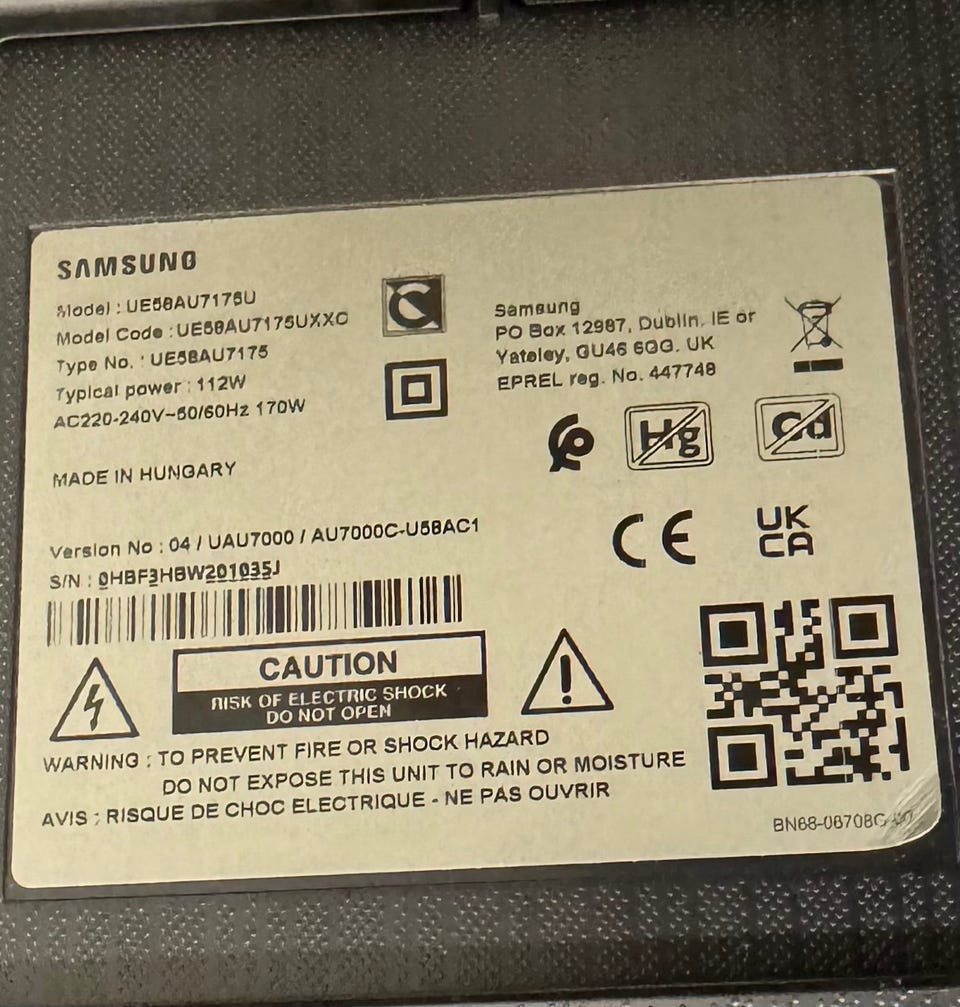 SAMSUNG
Model : UE58AU7175U
Model Code : UE58AU7175UXXC
Type No. : UE58AU7175
Typical power : 112W
AC220-240V~50/60Hz 170W
MADE IN HUNGARY
Samsung
PO Box 12987, Dublin. IE or
Yateley, GU46 6GG. UK
EPREL reg. No. 447748
Hg
Cd
CE
UK
CA
Version No : 04 / UAU7000 / AU7000C-U58AC1
S/N : 0HBF3HBW201035J
CAUTION
RISK OF ELECTRIC SHOCK
DO NOT OPEN
WARNING : TO PREVENT FIRE OR SHOCK HAZARD
DO NOT EXPOSE THIS UNIT TO RAIN OR MOISTURE
AVIS : RISQUE DE CHOC ELECTRIQUE - NE PAS OUVRIR